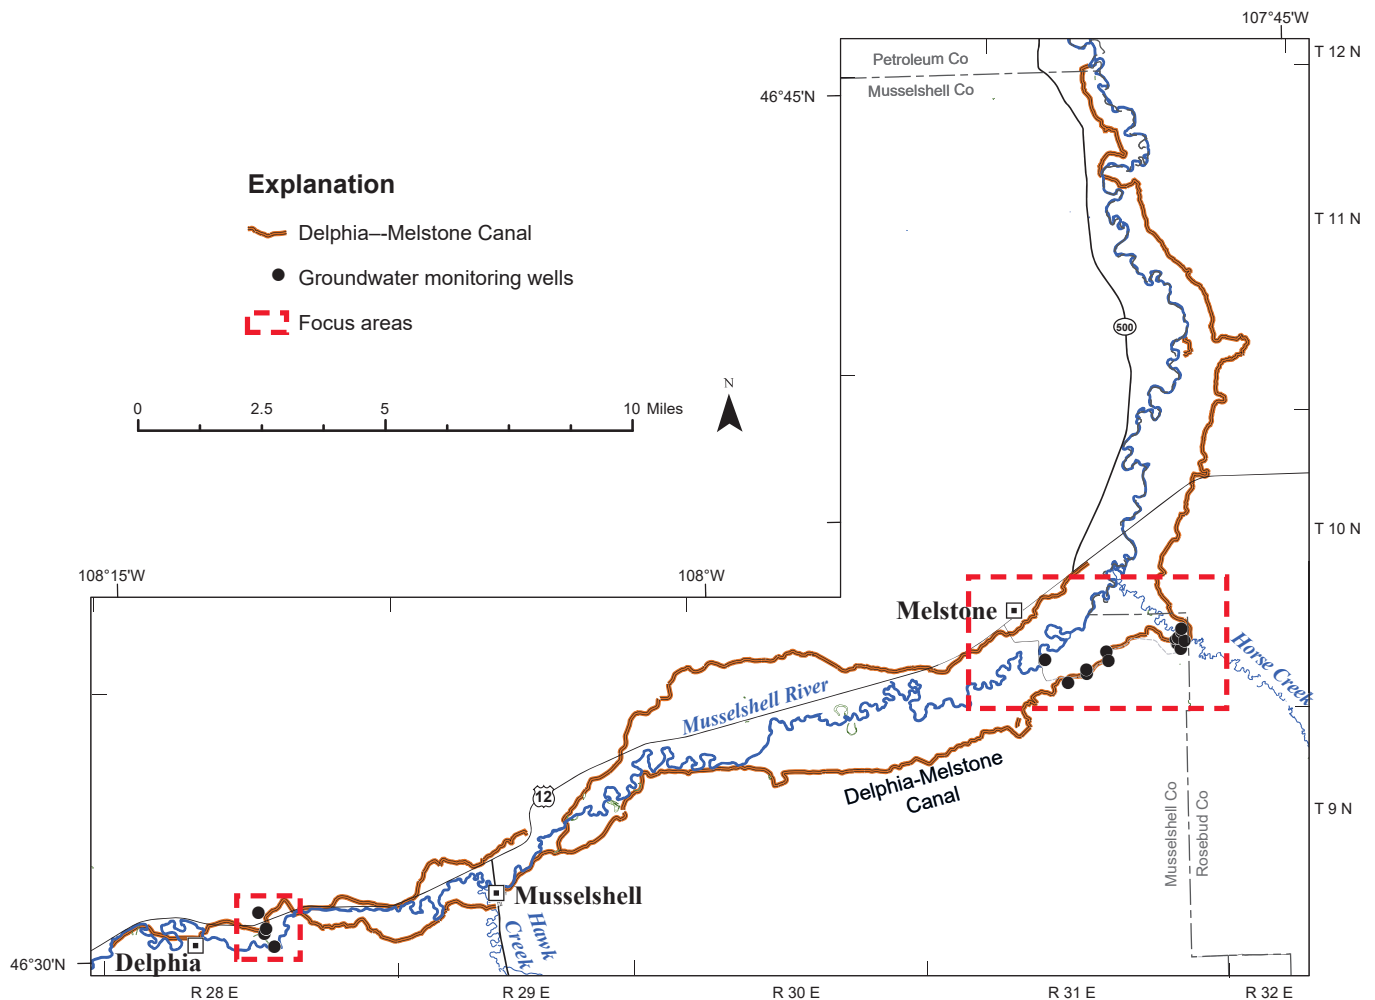 107°45'W
T 12 N
Petroleum Co
46°45'N
Musselshell Co
Explanation
Delphia–-Melstone Canal
T 11 N
Groundwater monitoring wells
Focus areas
500
N
0 2.5 5 10 Miles
T 10 N
108°15'W
108°W
Melstone
Horse Creek
Musselshell River
Delphia-Melstone
Canal
12
Musselshell Co
Rosebud Co
T 9 N
Musselshell
Hawk
Creek
Delphia
46°30'N
R 28 E
R 29 E
R 30 E
R 31 E
R 32 E